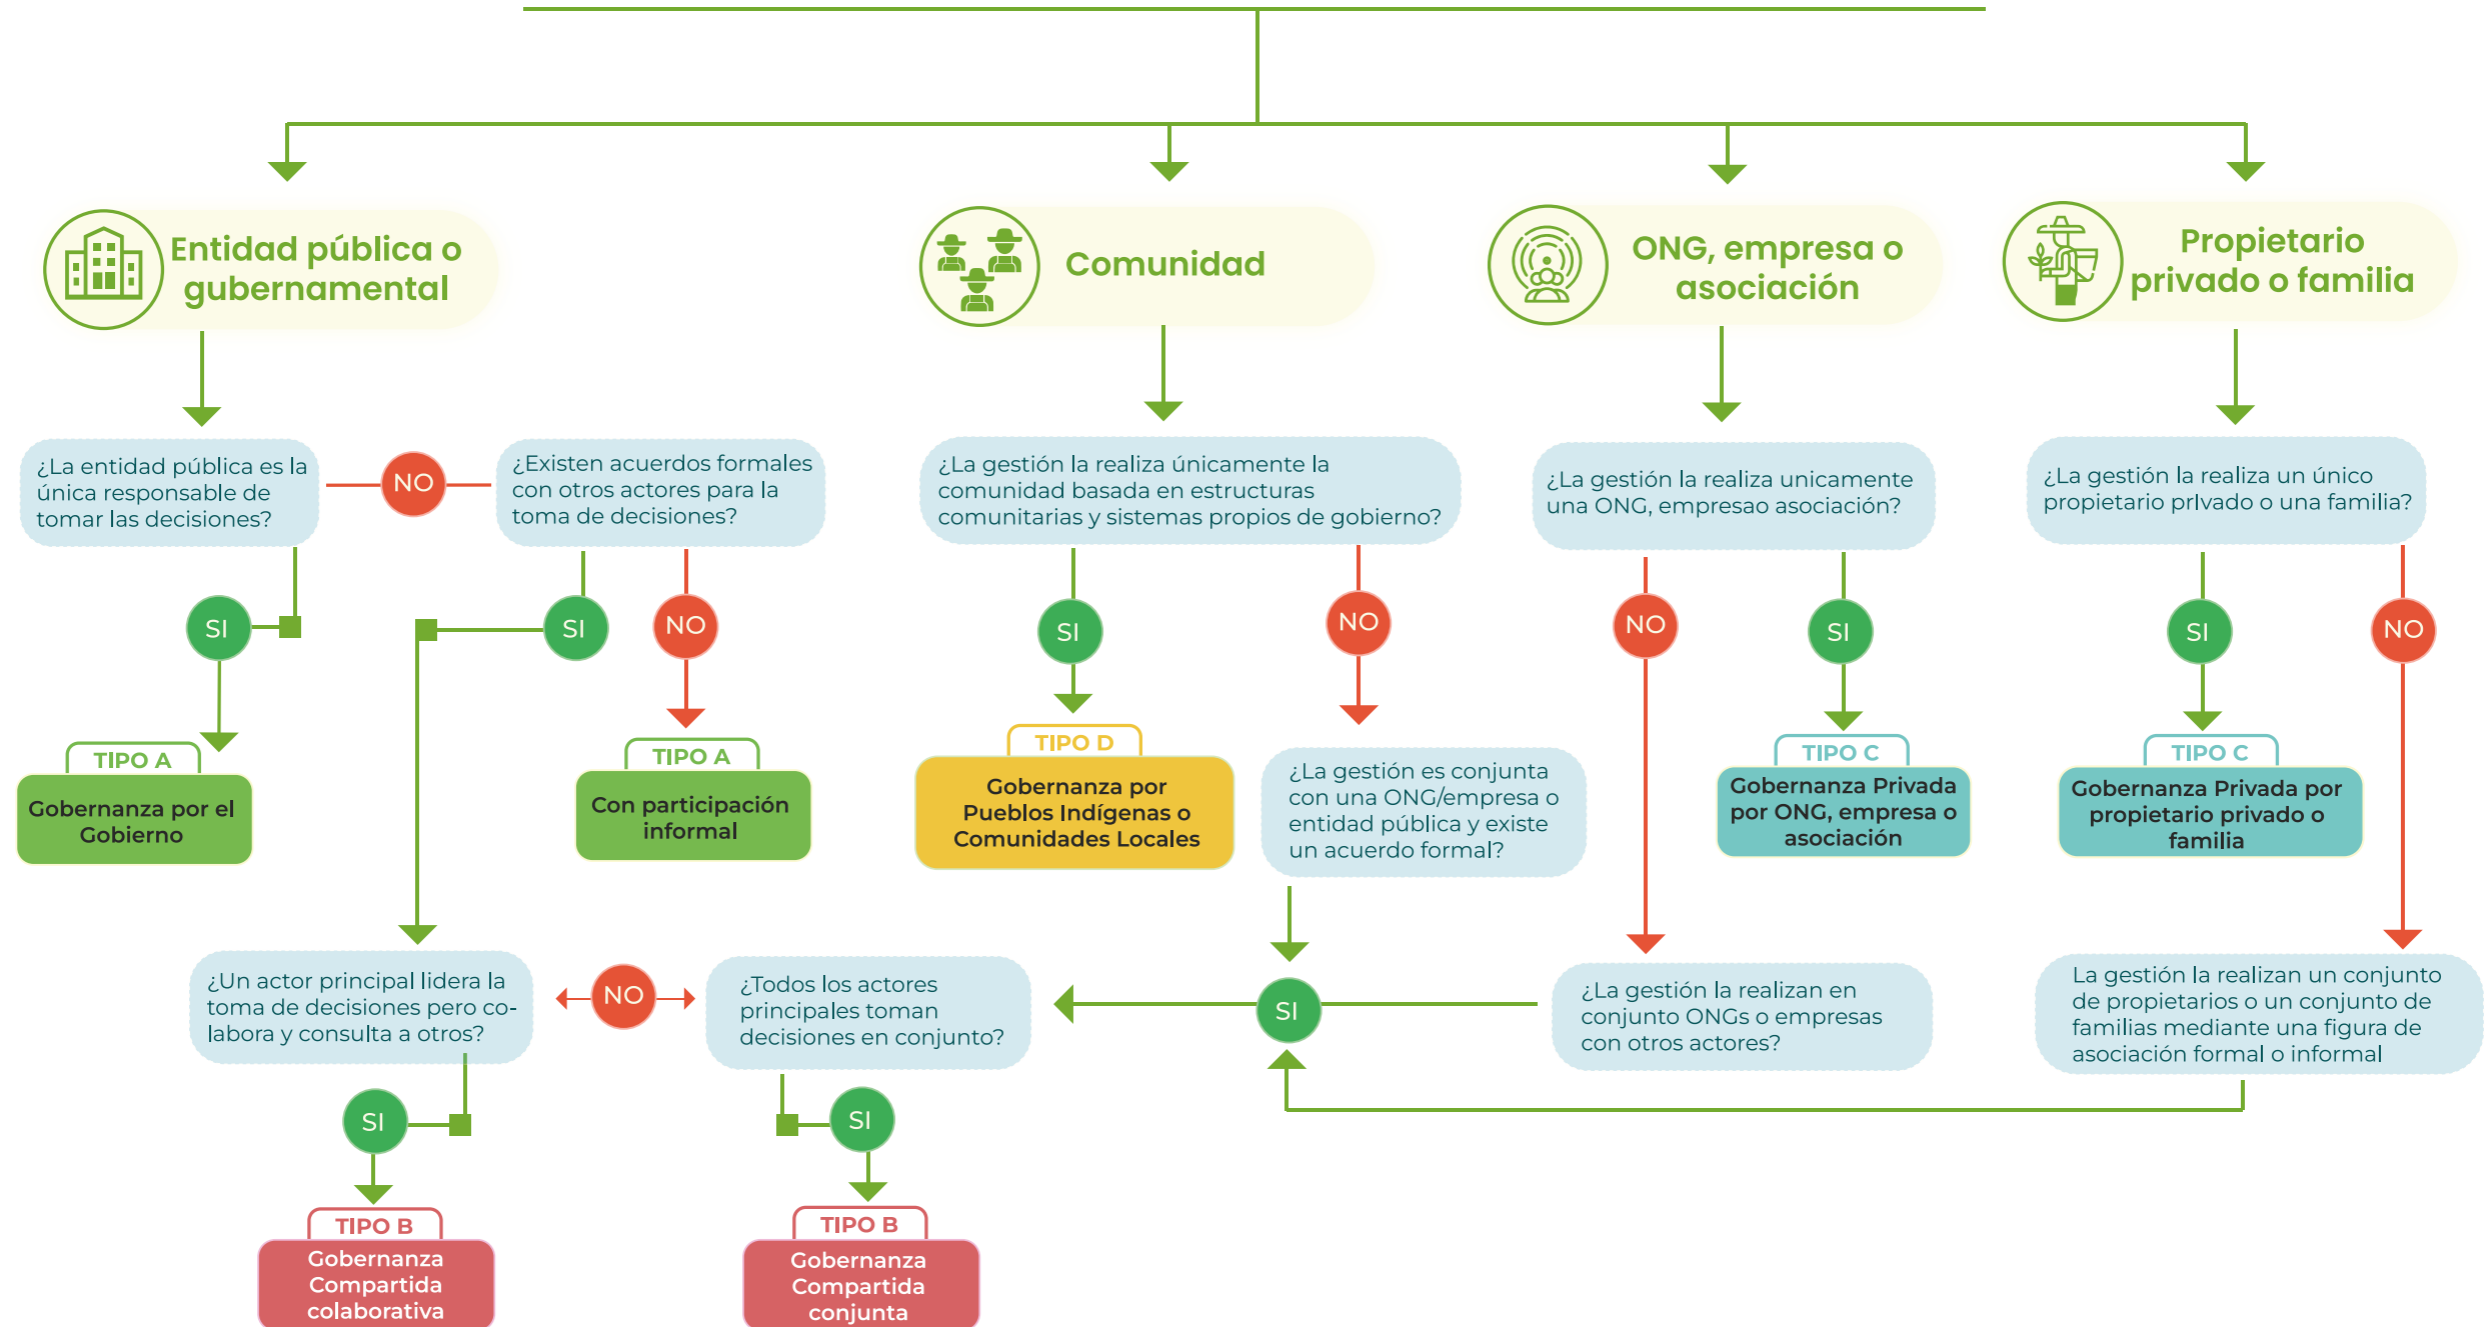 Entidad pública o
gubernamental
Comunidad
ONG, empresa o
asociación
Propietario
privado o familia
¿La entidad pública es la
única responsable de
tomar las decisiones?
NO
¿Existen acuerdos formales
con otros actores para la
toma de decisiones?
¿La gestión la realiza únicamente la
comunidad basada en estructuras
comunitarias y sistemas propios de gobierno?
¿La gestión la realiza unicamente
una ONG, empresao asociación?
¿La gestión la realiza un único
propietario prIvado o una familia?
SI
SI
NO
SI
NO
NO
SI
SI
NO
TIPO A
Gobernanza por el
Gobierno
TIPO A
Con participación
informal
TIPO D
Gobernanza por
Pueblos Indígenas o
Comunidades Locales
¿La gestión es conjunta
con una ONG/empresa o
entidad pública y existe
un acuerdo formal?
TIPO C
Gobernanza Privada
por ONG, empresa o
asociación
TIPO C
Gobernanza Privada por
propietario privado o
familia
¿Un actor principal lidera la
toma de decisiones pero co-
labora y consulta a otros?
NO
¿Todos los actores
principales toman
decisiones en conjunto?
SI
¿La gestión la realizan en
conjunto ONGs o empresas
con otros actores?
La gestión la realizan un conjunto
de propietarios o un conjunto de
familias mediante una figura de
asociación formal o informal
SI
SI
TIPO B
Gobernanza
Compartida
colaborativa
TIPO B
Gobernanza
Compartida
conjunta